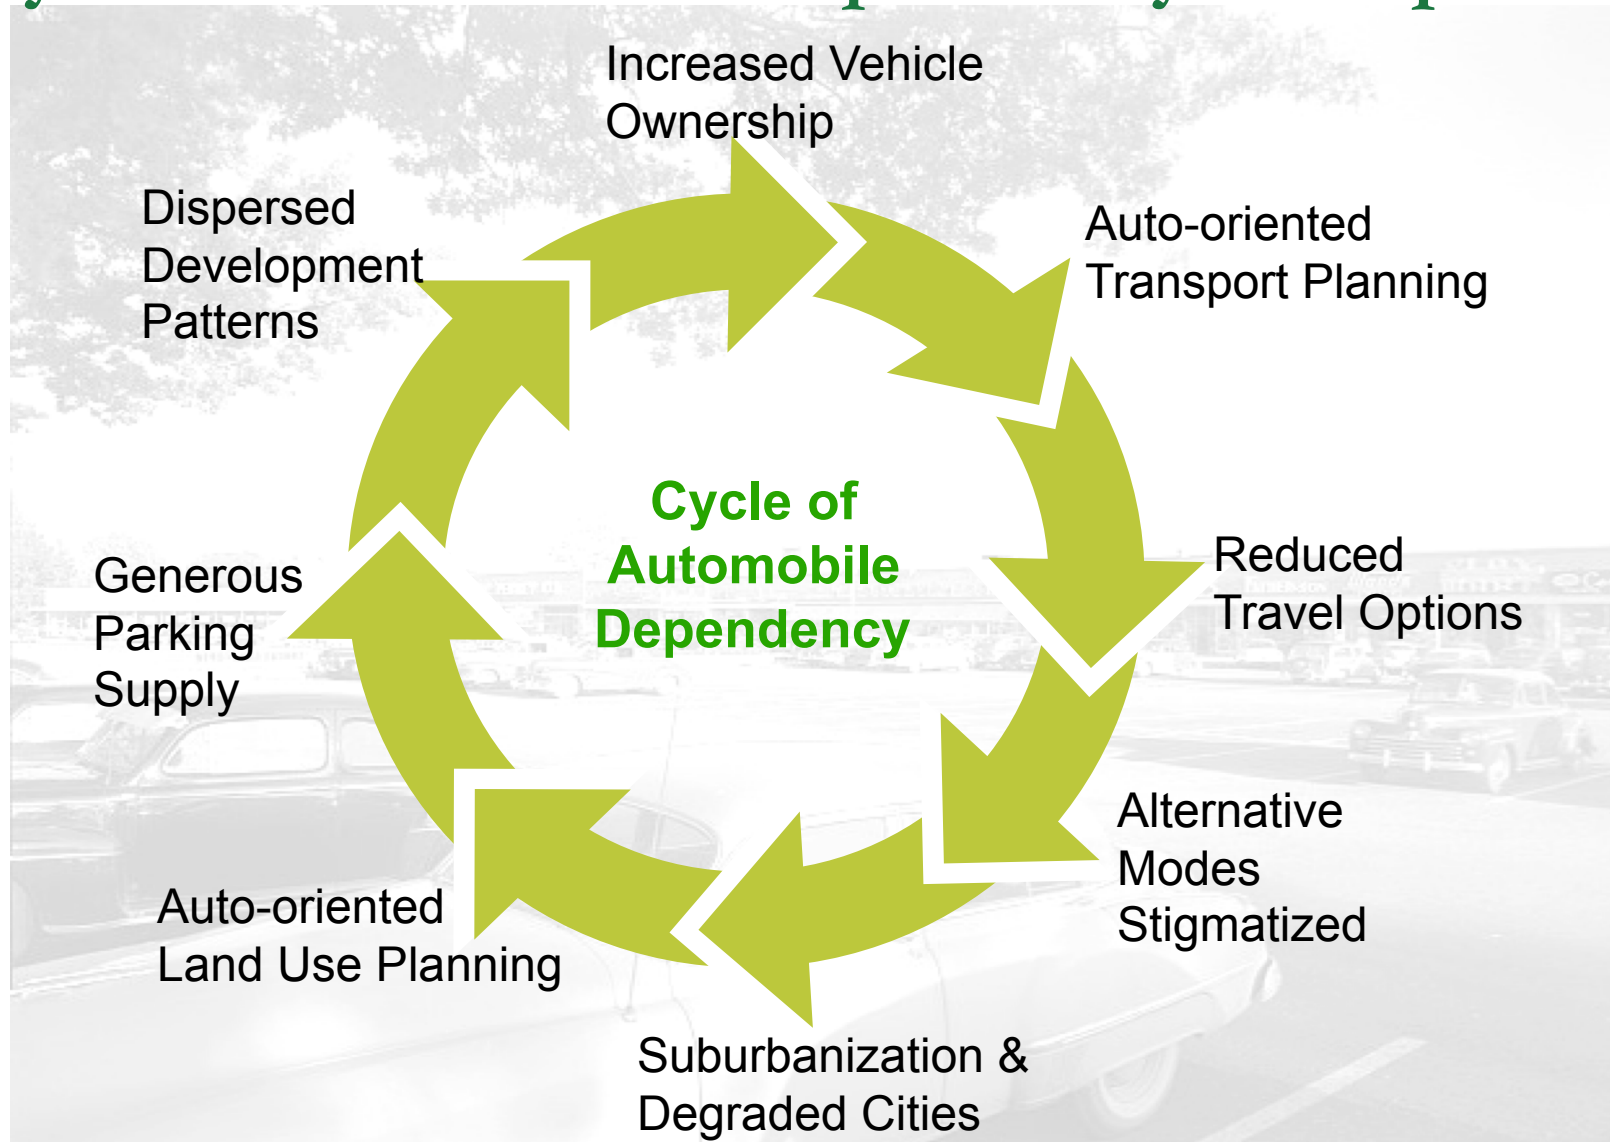 Increased Vehicle
Ownership
Auto-oriented
Transport Planning
Reduced
Travel Options
Alternative
Modes
Stigmatized
Suburbanization &
Degraded Cities
Auto-oriented
Land Use Planning
Generous
Parking
Supply
Dispersed
Development
Patterns
Cycle of
Automobile
Dependency